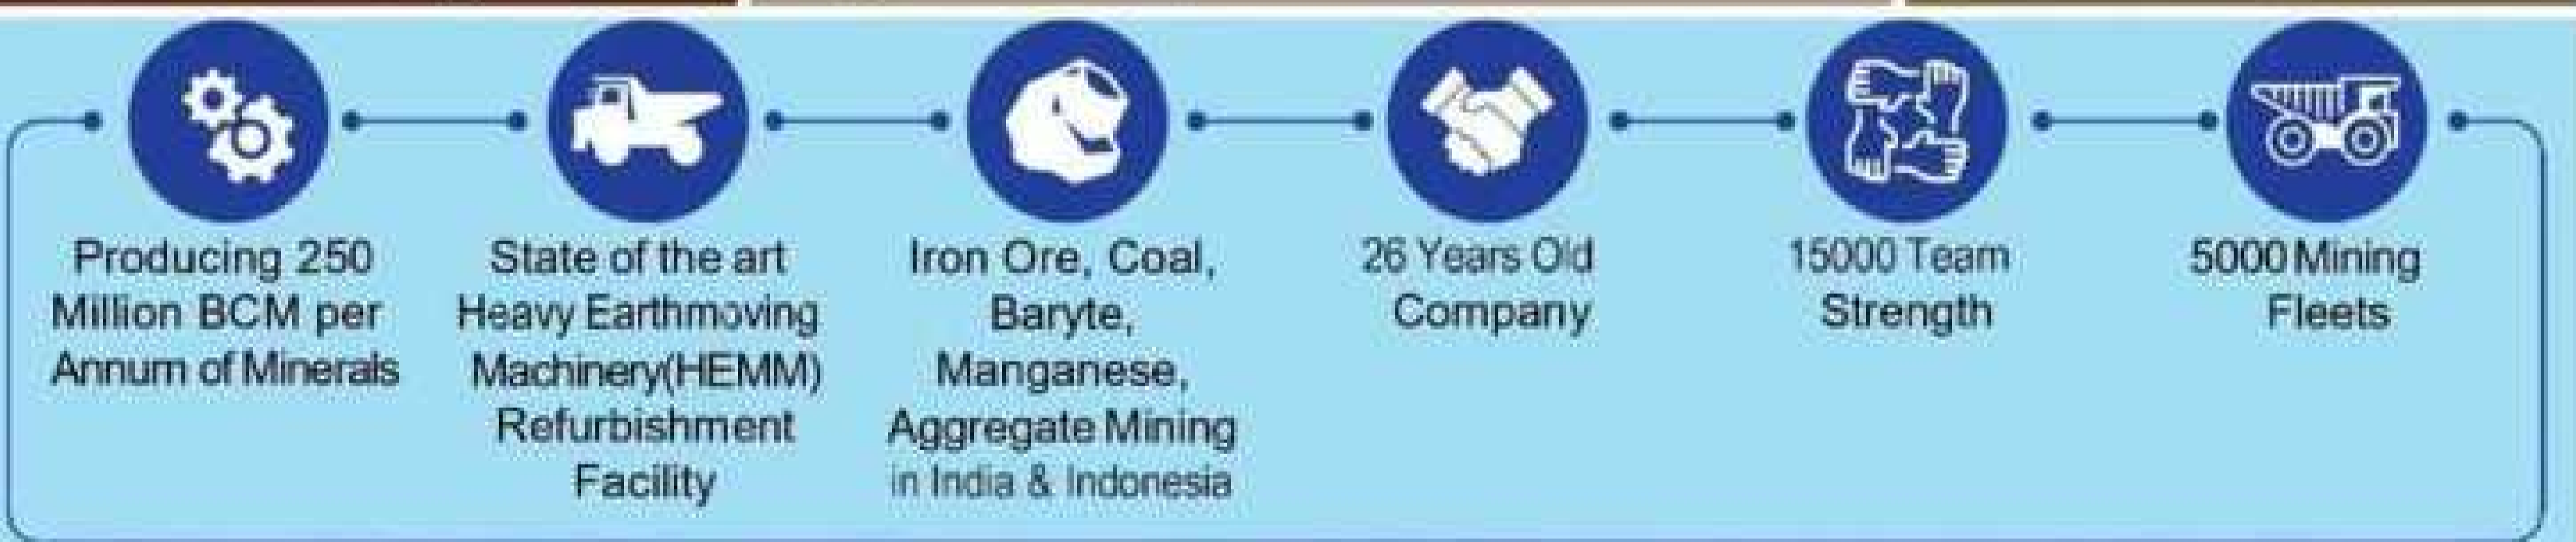 Producing 250
Million BCM per
Annum of Minerals
State of the art
Heavy Earthmoving
Machinery(HEMM)
Refurbishment
Facility
Iron Ore, Coal,
Baryte,
Manganese,
Aggregate Mining
in India & Indonesia
26 Years Old
Company
15000 Team
Strength
5000 Mining
Fleets